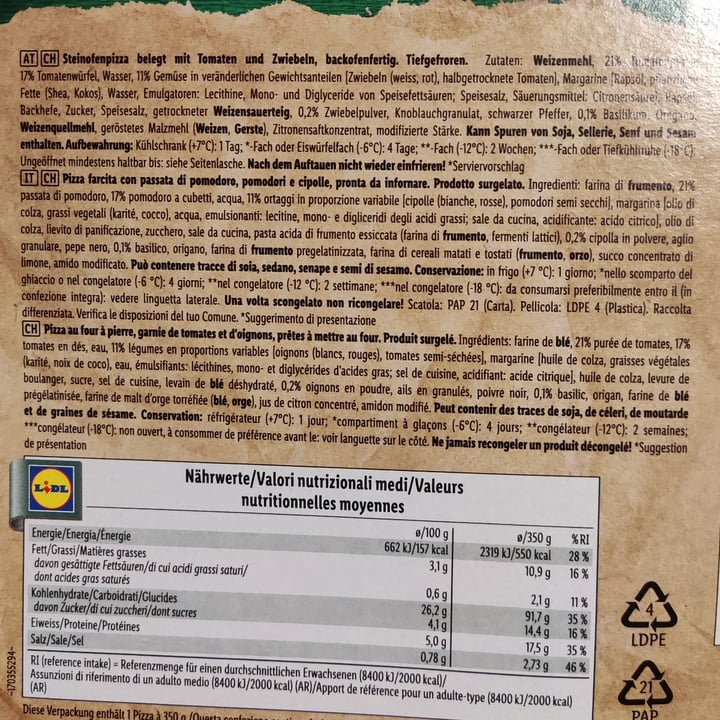 AT CH Steinofenpizza belegt mit Tomaten und Zwiebeln, backofenfertig. Tiefgefroren. Zutaten: Weizenmehl, 21%
17% Tomatenwürfel, Wasser, 11% Gemüse in veränderlichen Gewichtsanteilen [Zwiebeln (weiss, rot), halbgetrocknete Tomaten], Margarine [Rapsöl,
Fette (Shea, Kokos), Wasser, Emulgatoren: Lecithine, Mono- und Diglyceride von Speisefettsäuren; Speisesalz, Säuerungsmittel: Citronensäure],
Backhefe, Zucker, Speisesalz, getrockneter Weizensauerteig, 0,2% Zwiebelpulver, Knoblauchgranulat, schwarzer Pfeffer, 0,1% Basilikum, Oregano,
Weizenquellmehl, geröstetes Malzmehl (Weizen, Gerste), Zitronensaftkonzentrat, modifizierte Stärke. Kann Spuren von Soja, Sellerie, Senf und Sesam
enthalten. Aufbewahrung: Kühlschrank (+7°C): 1 Tag; *-Fach oder Eiswürfelfach (-6°C): 4 Tage; **-Fach (-12°C): 2 Wochen; ***-Fach oder Tiefkühltruhe (-18°C):
Ungeöffnet mindestens haltbar bis: siehe Seitenlasche. Nach dem Auftauen nicht wieder einfrieren! *Serviervorschlag
IT CH Pizza farcita con passata di pomodoro, pomodori e cipolle, pronta da infornare. Prodotto surgelato. Ingredienti: farina di frumento, 21%
passata di pomodoro, 17% pomodoro a cubetti, acqua, 11% ortaggi in proporzione variabile [cipolle (bianche, rosse), pomodori semi secchi], margarina [olio di
colza, grassi vegetali (karité, cocco), acqua, emulsionanti: lecitine, mono- e digliceridi degli acidi grassi; sale da cucina, acidificante: acido citrico], olio di
colza, lievito di panificazione, zucchero, sale da cucina, pasta acida di frumento essiccata (farina di frumento, fermenti lattici), 0,2% cipolla in polvere, aglio
granulare, pepe nero, 0,1% basilico, origano, farina di frumento pregelatinizzata, farina di cereali maltati e tostati (frumento, orzo), succo concentrato di
limone, amido modificato. Può contenere tracce di soia, sedano, senape e semi di sesamo. Conservazione: in frigo (+7 °C): 1 giorno; *nello scomparto del
ghiaccio o nel congelatore (-6 °C): 4 giorni; **nel congelatore (-12 °C): 2 settimane; ***nel congelatore (-18 °C): da consumarsi preferibilmente entro il (in
confezione integra): vedere linguetta laterale. Una volta scongelato non ricongelare! Scatola: PAP 21 (Carta). Pellicola: LDPE 4 (Plastica). Raccolta
differenziata. Verifica le disposizioni del tuo Comune. *Suggerimento di presentazione
CH Pizza au four à pierre, garnie de tomates et d'oignons, prêtes à mettre au four. Produit surgelé. Ingrédients: farine de blé, 21% purée de tomates, 17%
tomates en dés, eau, 11% légumes en proportions variables [oignons (blancs, rouges), tomates semi-séchées], margarine [huile de colza, graisses végétales
(karité, noix de coco), eau, émulsifiants: lécithines, mono- et diglycérides d'acides gras; sel de cuisine, acidifiant: acide citrique], huile de colza, levure de
boulanger, sucre, sel de cuisine, levain de blé déshydraté, 0,2% oignons en poudre, ails en granulés, poivre noir, 0,1% basilic, origan, farine de blé
prégélatinisée, farine de malt d'orge torréfiée (blé, orge), jus de citron concentré, amidon modifié. Peut contenir des traces de soja, de céleri, de moutarde
et de graines de sésame. Conservation: réfrigérateur (+7°C): 1 jour; *compartiment à glaçons (-6°C): 4 jours; **congélateur (-12°C): 2 semaines;
***congélateur (-18°C): non ouvert, à consommer de préférence avant le: voir languette sur le côté. Ne jamais recongeler un produit décongelé! *Suggestion
de présentation
LIDL
Nährwerte/Valori nutrizionali medi/Valeurs
nutritionnelles moyennes
ø/100 g ø/350 g %RI
Energie/Energia/Énergie 662 kJ/157 kcal 2319 kJ/550 kcal 28 %
Fett/Grassi/Matières grasses 3,1 g 10,9 g 16 %
davon gesättigte Fettsäuren/di cui acidi grassi saturi/
dont acides gras saturés 0,6 g 2,1 g 11 %
Kohlenhydrate/Carboidrati/Glucides 26,2 g 91,7 g 35 %
davon Zucker/di cui zuccheri/dont sucres 4,1 g 14,4 g 16 %
Eiweiss/Proteine/Protéines 5,0 g 17,5 g 35 %
Salz/Sale/Sel 0,78 g 2,73 g 46 %
RI (reference intake) = Referenzmenge für einen durchschnittlichen Erwachsenen (8400 kJ/2000 kcal)/
Assunzioni di riferimento di un adulto medio (8400 kJ/2000 kcal) (AR)/Apport de référence pour un adulte-type (8400 kJ/2000 kcal)
(AR)
Diese Verpackung enthält 1 Pizza à 350 g
-170355294-
4
LDPE
21
PAP